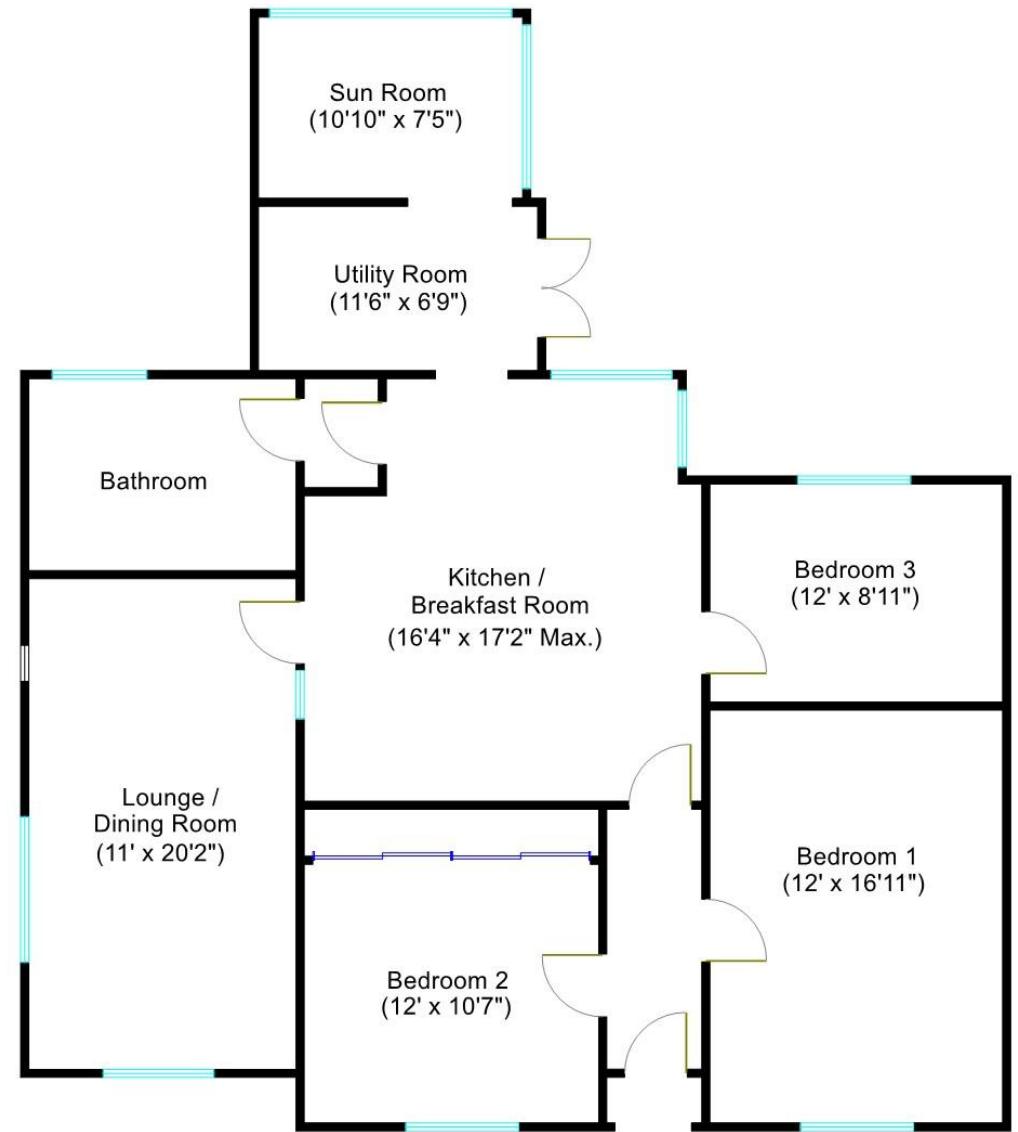 Sun Room
(10'10" x 7'5")
Utility Room
(11'6" x 6'9")
Bathroom
Kitchen /
Breakfast Room
(16'4" x 17'2" Max.)
Bedroom 3
(12' x 8'11")
Lounge /
Dining Room
(11' x 20'2")
Bedroom 1
(12' x 16'11")
Bedroom 2
(12' x 10'7")